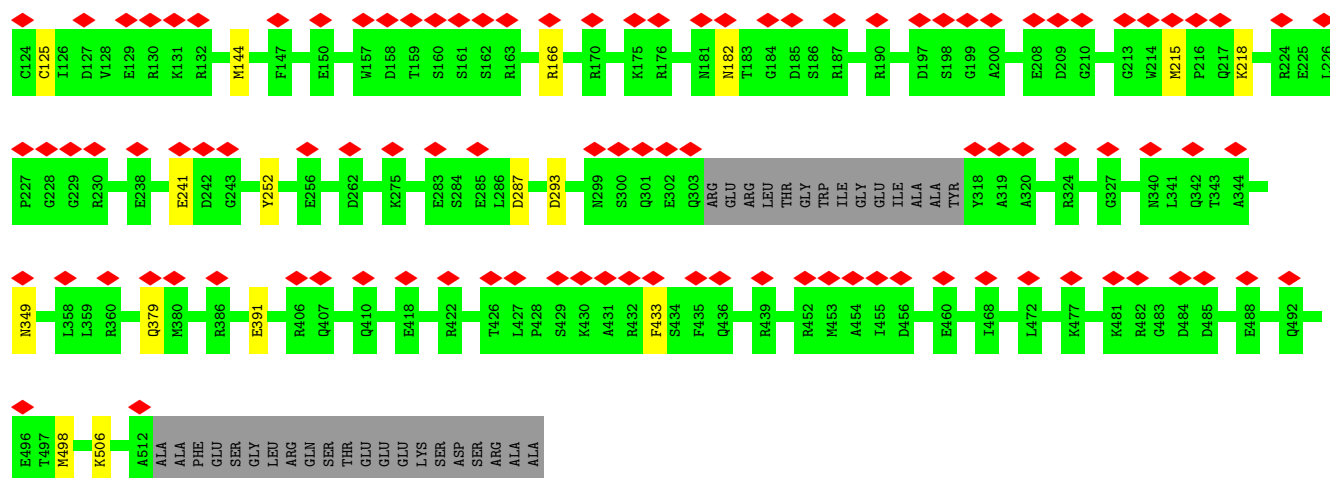 C124 C125 I126 D127 V128 E129 R130 K131 R132 M144 F147 E150 W157 D158 T159 S160 S161 S162 R163 R166 R170 K175 R176 N181 N182 T183 G184 D185 S186 R187 R190 D197 S198 G199 A200 E208 D209 G210 G213 W214 M215 P216 Q217 K218 R224 E225 L226
P227 G228 G229 R230 E238 E241 D242 G243 Y252 E256 D262 K275 E283 S284 E285 L286 D287 D293 N299 S300 Q301 E302 Q303 ARG GLU ARG LEU THR GLY TRP ILE GLY GLU ILE ALA ALA TYR Y318 A319 A320 R324 G327 N340 L341 Q342 T343 A344
N349 L358 L359 R360 Q379 M380 R386 E391 R406 Q407 Q410 E418 R422 T426 L427 P428 S429 K430 A431 R432 F433 S434 F435 Q436 R439 R452 M453 A454 I455 D456 E460 I468 L472 K477 K481 R482 G483 D484 D485 E488 Q492
E496 T497 M498 K506 A512 ALA ALA PHE GLU SER GLY LEU ARG GLN SER THR GLU GLU GLU LYS SER ASP SER ARG ALA ALA